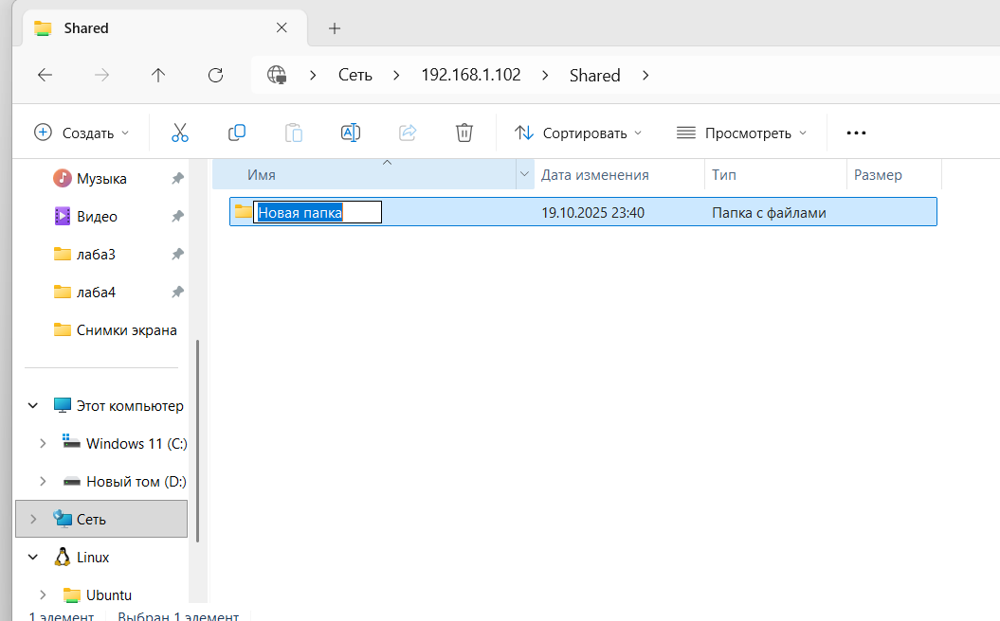 Shared
Сеть 192.168.1.102 Shared
Создать Сортировать Просмотреть
Имя Дата изменения Тип Размер
Новая папка 19.10.2025 23:40 Папка с файлами
Музыка
Видео
лаба3
лаба4
Снимки экрана
Этот компьютер
Windows 11 (C:)
Новый том (D:)
Сеть
Linux
Ubuntu
1 элемент Выбран 1 элемент